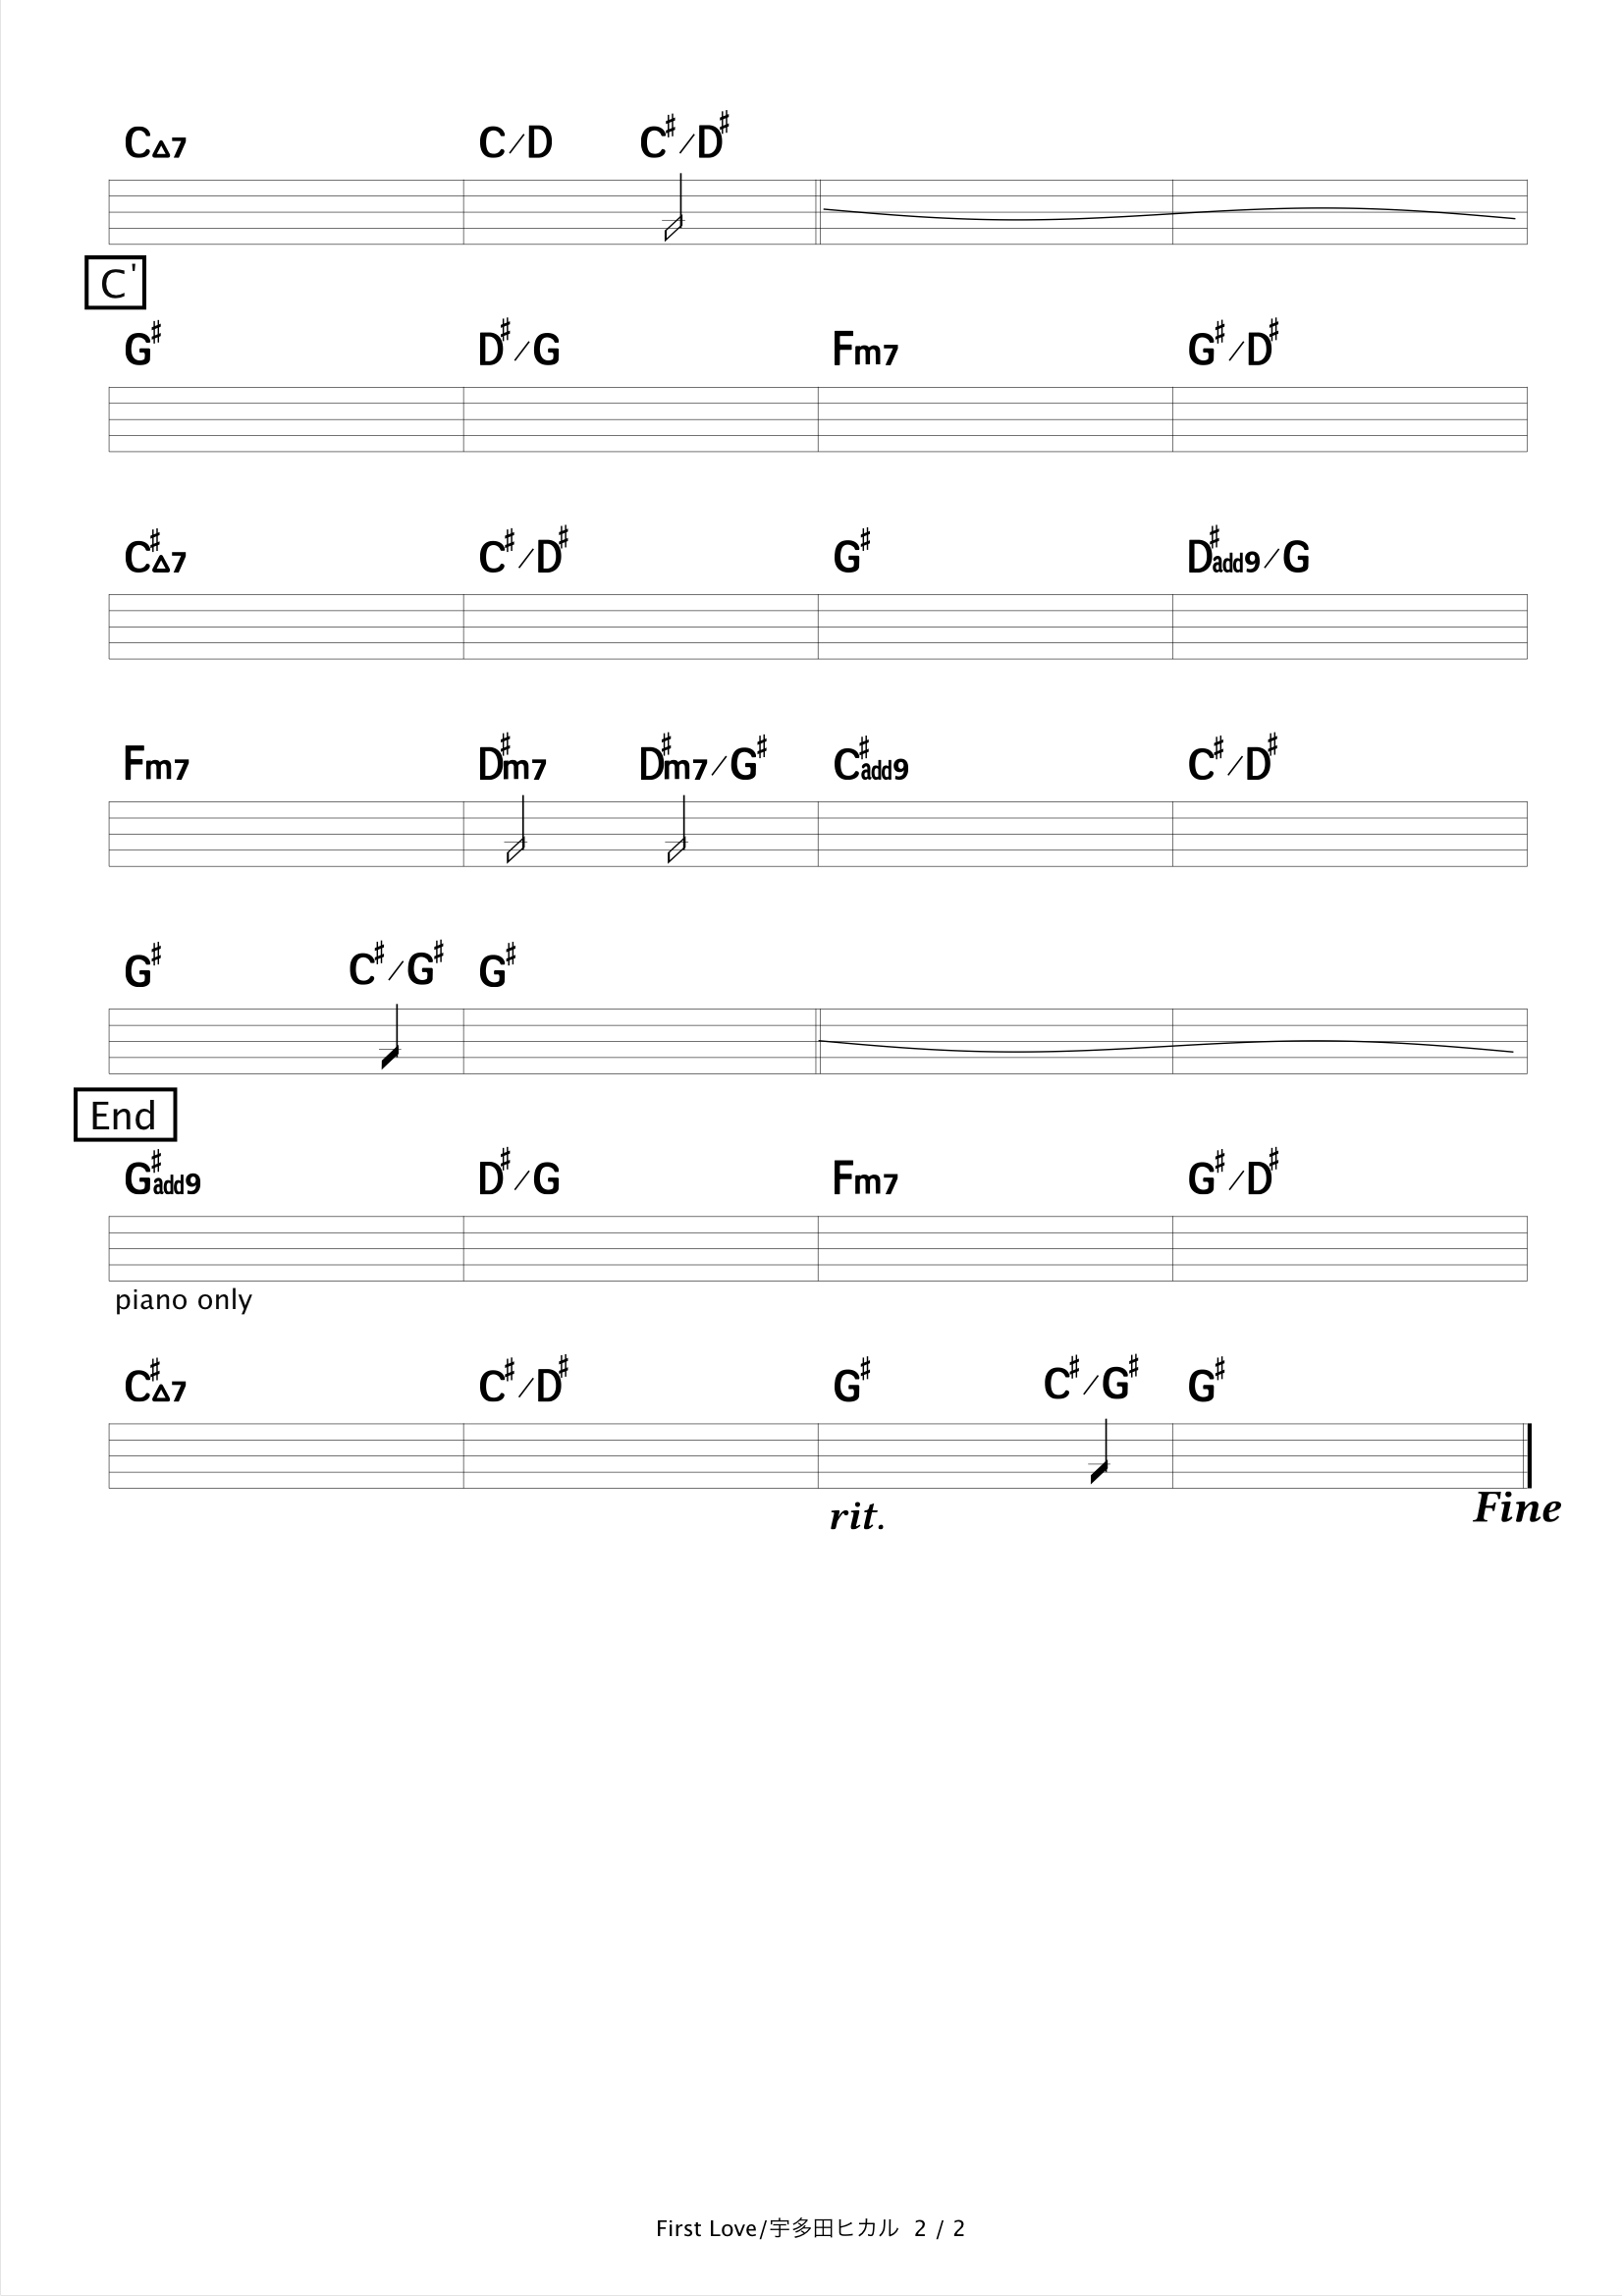 C△7 C/D C♯/D♯
C'
G♯ D♯/G Fm7 G♯/D♯
C♯△7 C♯/D♯ G♯ D♯add9/G
Fm7 D♯m7 D♯m7/G♯ C♯add9 C♯/D♯
G♯ C♯/G♯ G♯
End
G♯add9 D♯/G Fm7 G♯/D♯
piano only
C♯△7 C♯/D♯ G♯ C♯/G♯ G♯
rit. Fine
First Love/宇多田ヒカル 2 / 2